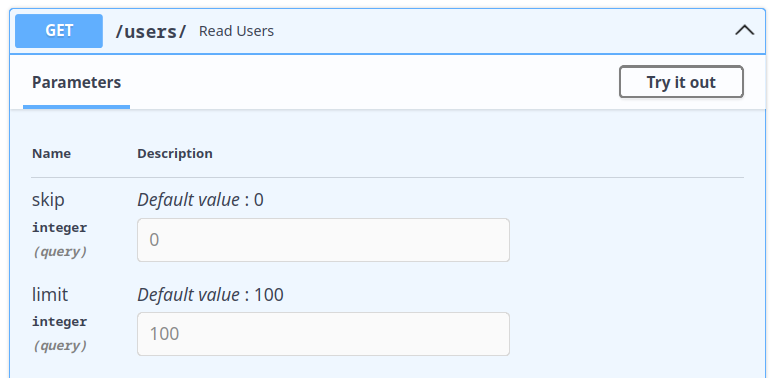 GET /users/ Read Users
Parameters Try it out
Name Description
skip Default value : 0
integer 0
(query)
limit Default value : 100
integer 100
(query)